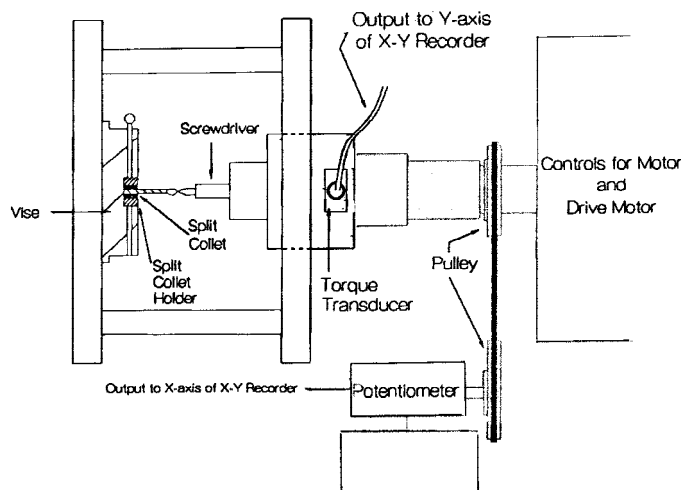 Output to Y-axis
of X-Y Recorder
Screwdriver
Controls for Motor
and
Drive Motor
Vise
Split
Collet
Split
Collet
Holder
Pulley
Torque
Transducer
Output to X-axis of X-Y Recorder
Potentiometer